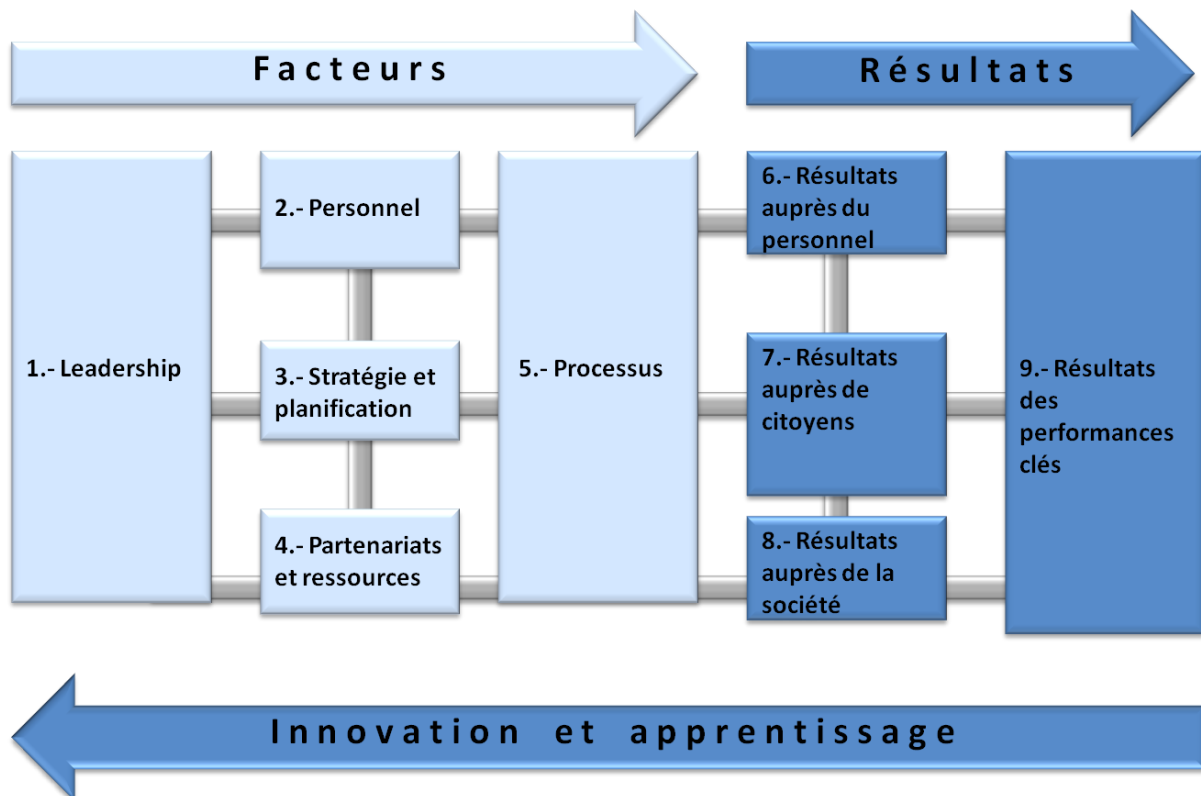 Facteurs
Résultats
1.- Leadership
2.- Personnel
3.- Stratégie et
planification
4.- Partenariats
et ressources
5.- Processus
6.- Résultats
auprès du
personnel
7.- Résultats
auprès de
citoyens
8.- Résultats
auprès de la
société
9.- Résultats
des
performances
clés
Innovation et apprentissage